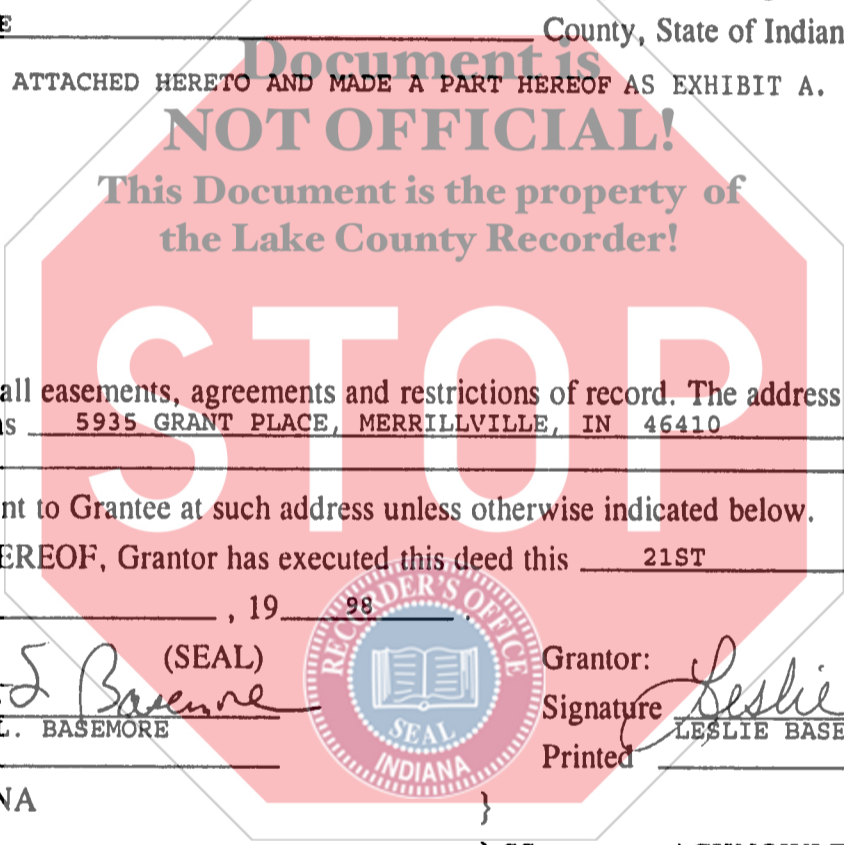 E County, State of Indian
Document is
ATTACHED HERETO AND MADE A PART HEREOF AS EXHIBIT A.
NOT OFFICIAL!
This Document is the property of
the Lake County Recorder!
STOP
all easements, agreements and restrictions of record. The address
s 5935 GRANT PLACE, MERRILLVILLE, IN 46410
nt to Grantee at such address unless otherwise indicated below.
EREOF, Grantor has executed this deed this 21ST
, 19 98 .
RECORDER'S OFFICE
SEAL
INDIANA
(SEAL) Grantor:
L Basemore Signature Leslie
L. BASEMORE LESLIE BASE
Printed
NA }